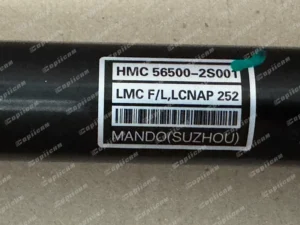 HMC 56500-2S001
LMC F/L,LCNAP 252
MANDO(SUZHOU)